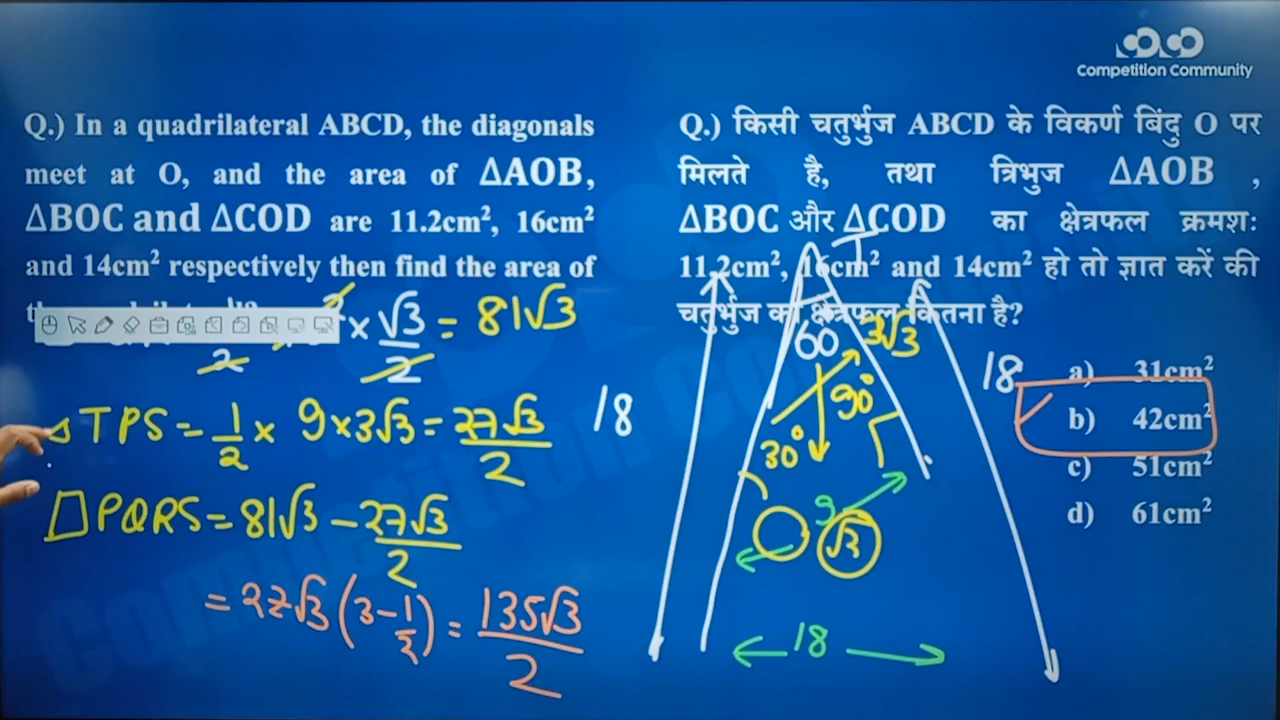 Competition Community
Q.) In a quadrilateral ABCD, the diagonals
meet at O, and the area of ΔAOB,
ΔBOC and ΔCOD are 11.2cm², 16cm²
and 14cm² respectively then find the area of
Q.) किसी चतुर्भुज ABCD के विकर्ण बिंदु O पर
मिलते है, तथा त्रिभुज ΔAOB ,
ΔBOC और ΔCOD का क्षेत्रफल क्रमशः
11.2cm², 16cm² and 14cm² हो तो ज्ञात करें की
चतुर्भुज का क्षेत्रफल कितना है?
a) 31cm²
b) 42cm²
c) 51cm²
d) 61cm²
× √3/2 = 81√3
2
Δ TPS = 1/2 × 9×3√3 = 27√3/2
□ PQRS = 81√3 - 27√3/2
= 27√3 (3 - 1/2) = 135√3/2
18
T
60
3√3
90°
30°
9
√3
18
18